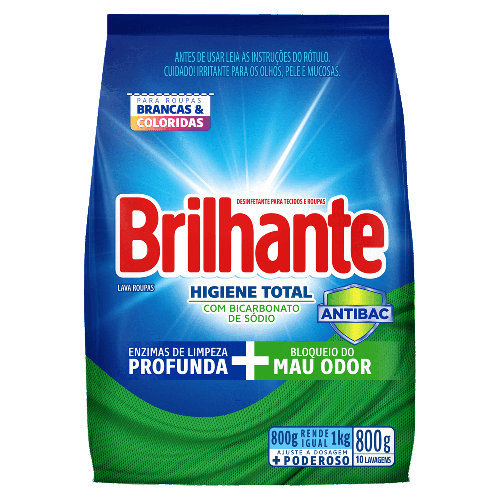 ANTES DE USAR LEIA AS INSTRUÇÕES DO RÓTULO.
CUIDADO! IRRITANTE PARA OS OLHOS, PELE E MUCOSAS.
PARA ROUPAS
BRANCAS &
COLORIDAS
DESINFETANTE PARA TECIDOS E ROUPAS
Brilhante
LAVA ROUPAS
HIGIENE TOTAL
COM BICARBONATO
DE SÓDIO
ANTIBAC
ENZIMAS DE LIMPEZA
PROFUNDA
+
BLOQUEIO DO
MAU ODOR
800g RENDE IGUAL 1kg
AJUSTE A DOSAGEM
+ PODEROSO
800g
10 LAVAGENS